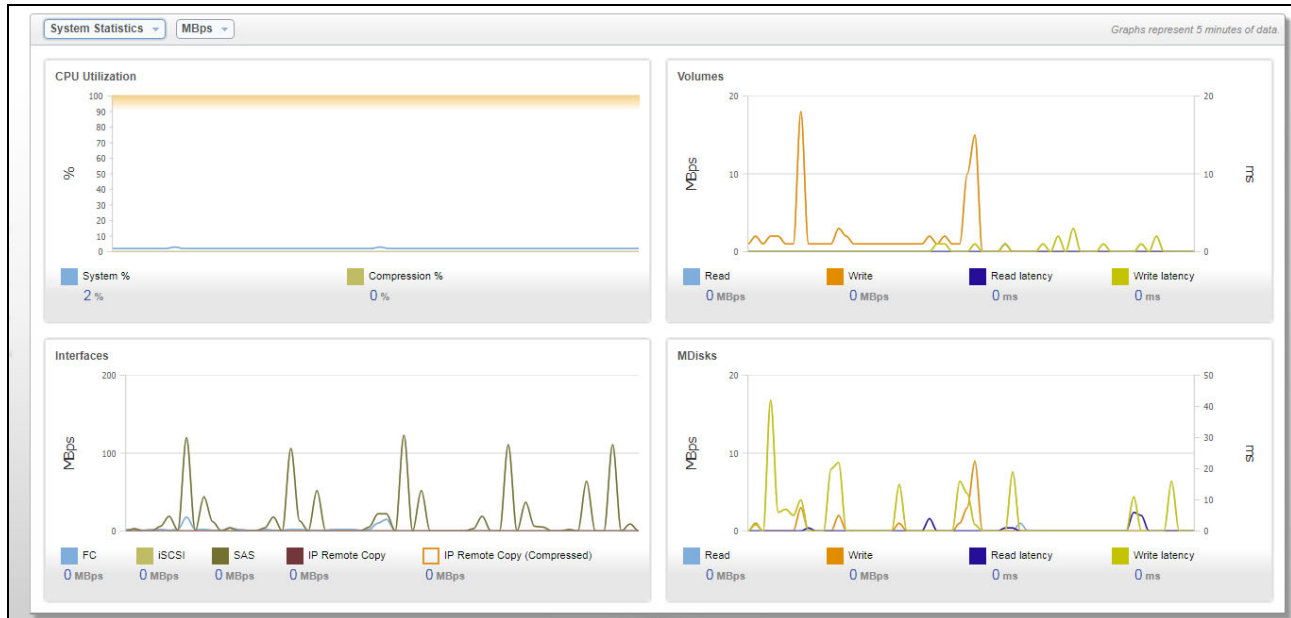 System Statistics MBps Graphs represent 5 minutes of data.
CPU Utilization
100
90
80
70
60
50
40
30
20
10
0
%
System % Compression %
2 % 0 %
Volumes
20 20
10 10
0 0
MBps ms
Read Write Read latency Write latency
0 MBps 0 MBps 0 ms 0 ms
Interfaces
200
100
0
MBps
FC iSCSI SAS IP Remote Copy IP Remote Copy (Compressed)
0 MBps 0 MBps 0 MBps 0 MBps 0 MBps
MDisks
20 50
40
10 30
20
10
0 0
MBps ms
Read Write Read latency Write latency
0 MBps 0 MBps 0 ms 0 ms